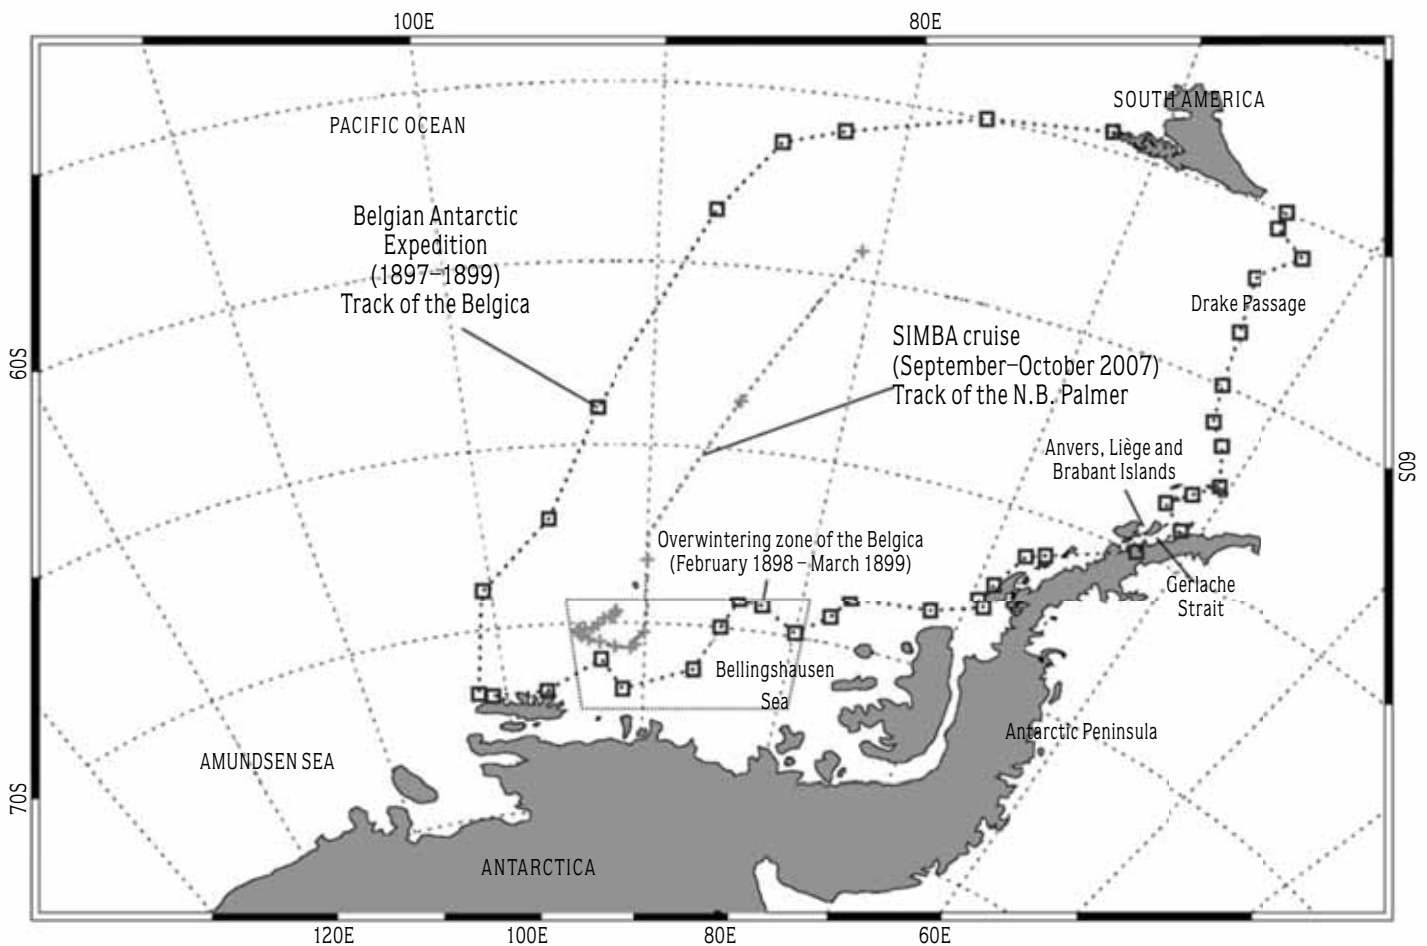 100E
80E
SOUTH AMERICA
PACIFIC OCEAN
Belgian Antarctic
Expedition
(1897–1899)
Track of the Belgica
Drake Passage
SIMBA cruise
(September–October 2007)
Track of the N.B. Palmer
60S
60S
Anvers, Liège and
Brabant Islands
Overwintering zone of the Belgica
(February 1898 – March 1899)
Gerlache
Strait
Bellingshausen
Sea
Antarctic Peninsula
AMUNDSEN SEA
70S
ANTARCTICA
120E
100E
80E
60E